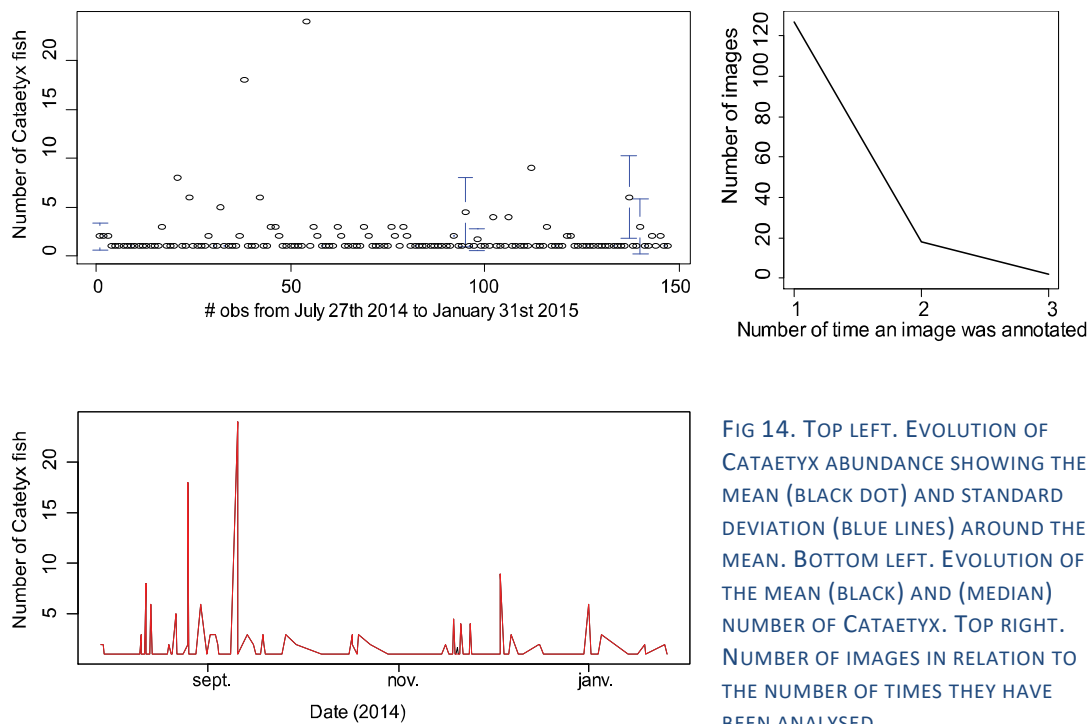 Number of Cataetyx fish
20
15
10
5
0
0
50
100
150
# obs from July 27th 2014 to January 31st 2015
Number of images
120
100
80
60
40
20
0
1
2
3
Number of time an image was annotated
Number of Catetyx fish
20
15
10
5
sept.
nov.
janv.
Date (2014)
FIG 14. TOP LEFT. EVOLUTION OF
CATAETYX ABUNDANCE SHOWING THE
MEAN (BLACK DOT) AND STANDARD
DEVIATION (BLUE LINES) AROUND THE
MEAN. BOTTOM LEFT. EVOLUTION OF
THE MEAN (BLACK) AND (MEDIAN)
NUMBER OF CATAETYX. TOP RIGHT.
NUMBER OF IMAGES IN RELATION TO
THE NUMBER OF TIMES THEY HAVE
BEEN ANALYSED